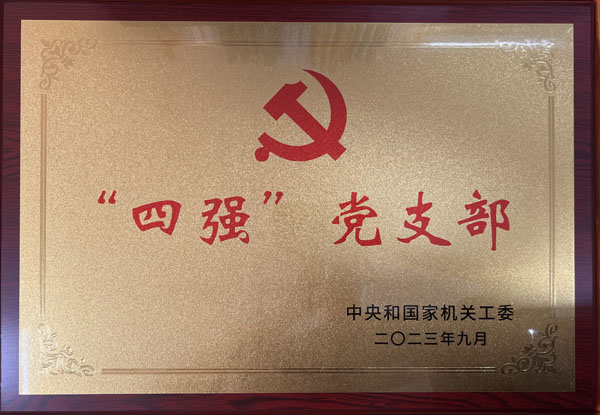 “四强”党支部
中央和国家机关工委
二〇二三年九月